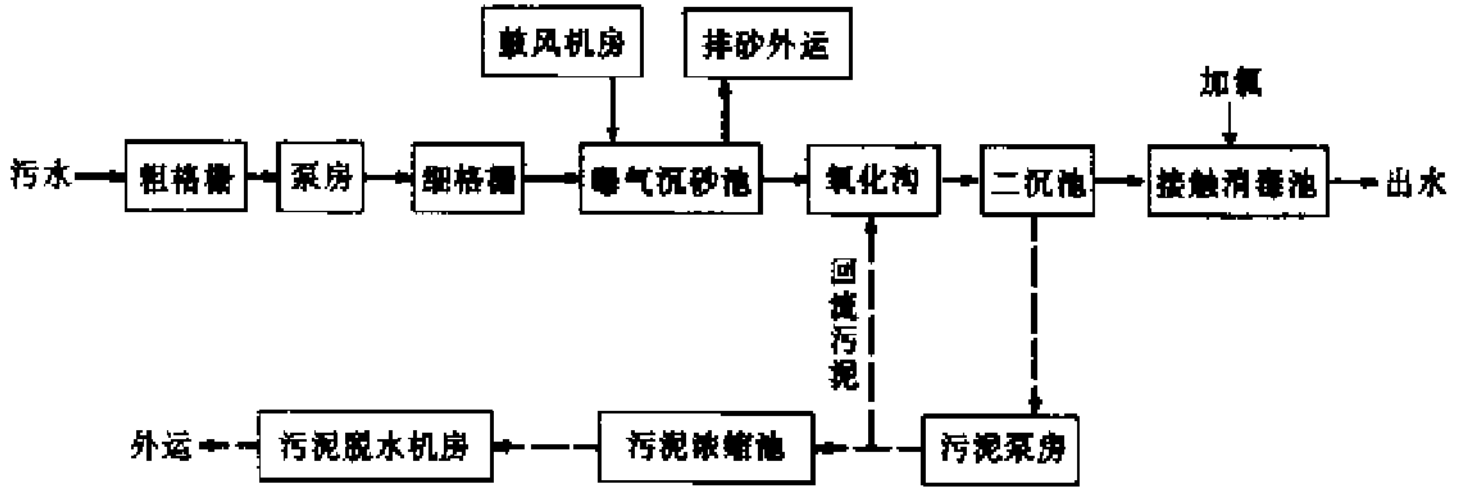 鼓风机房
排砂外运
加氯
污水
粗格栅
泵房
细格栅
曝气沉砂池
氧化沟
二沉池
接触消毒池
出水
回流污泥
外运
污泥脱水机房
污泥浓缩池
污泥泵房